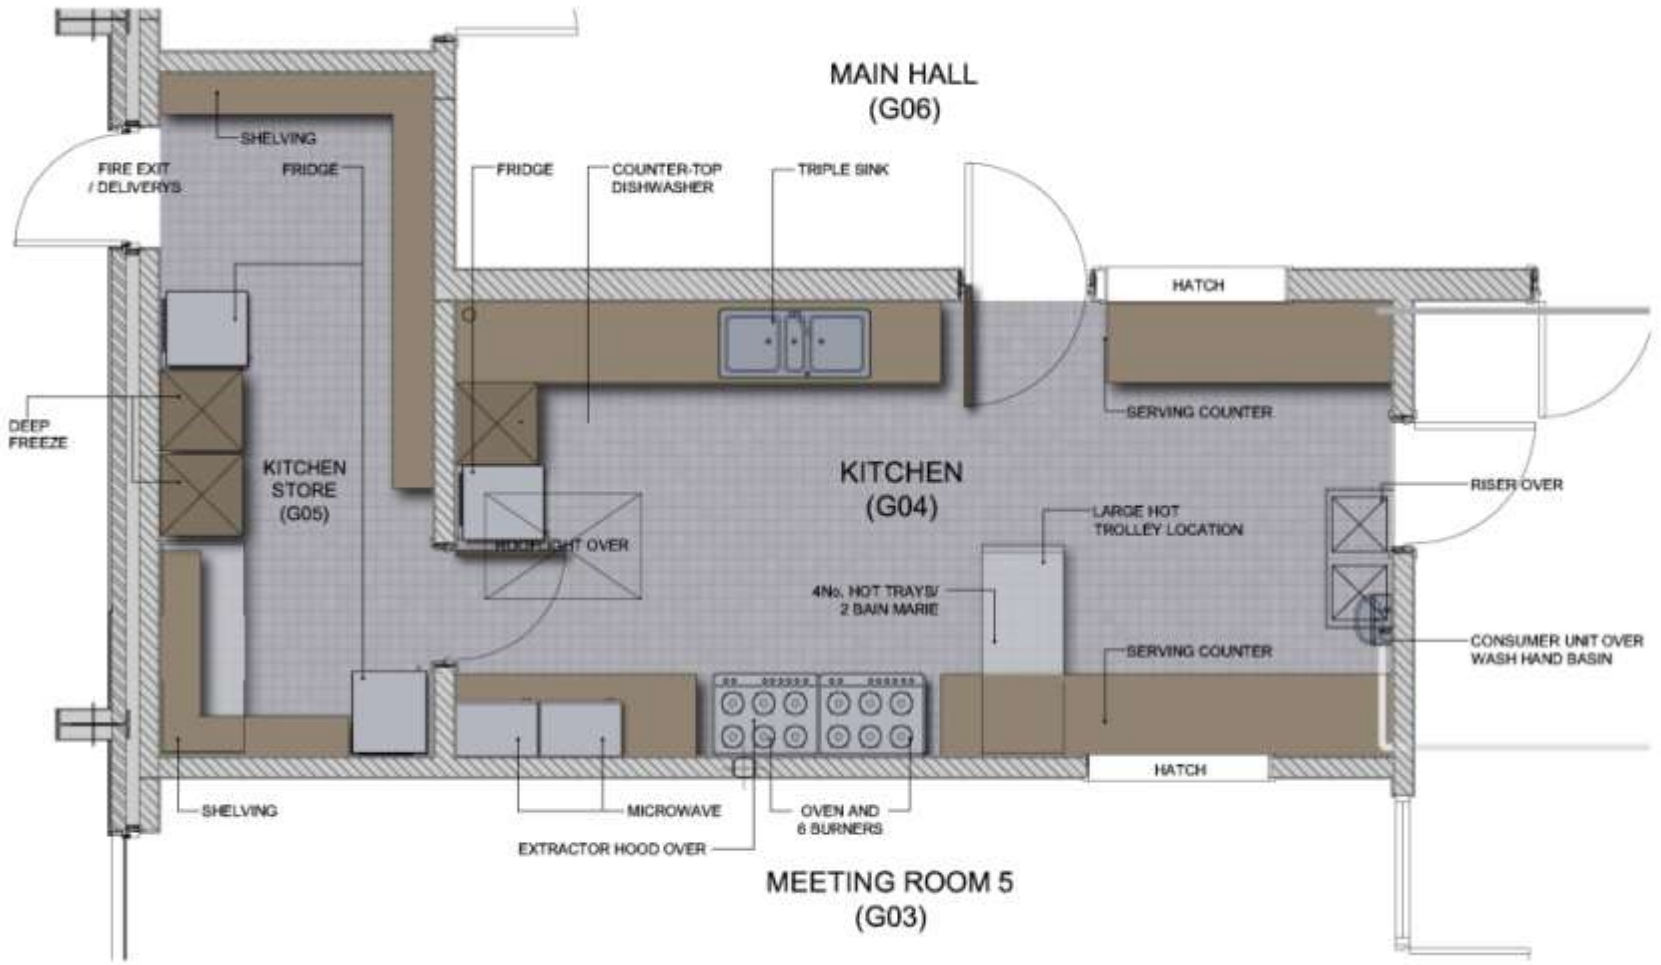 MAIN HALL
(G06)
SHELVING
FIRE EXIT
/ DELIVERYS
FRIDGE
FRIDGE
COUNTER-TOP
DISHWASHER
TRIPLE SINK
HATCH
DEEP
FREEZE
SERVING COUNTER
KITCHEN
STORE
(G05)
KITCHEN
(G04)
RISER OVER
LARGE HOT
TROLLEY LOCATION
ROOFLIGHT OVER
4No. HOT TRAYS/
2 BAIN MARIE
SERVING COUNTER
CONSUMER UNIT OVER
WASH HAND BASIN
HATCH
SHELVING
MICROWAVE
OVEN AND
6 BURNERS
EXTRACTOR HOOD OVER
MEETING ROOM 5
(G03)